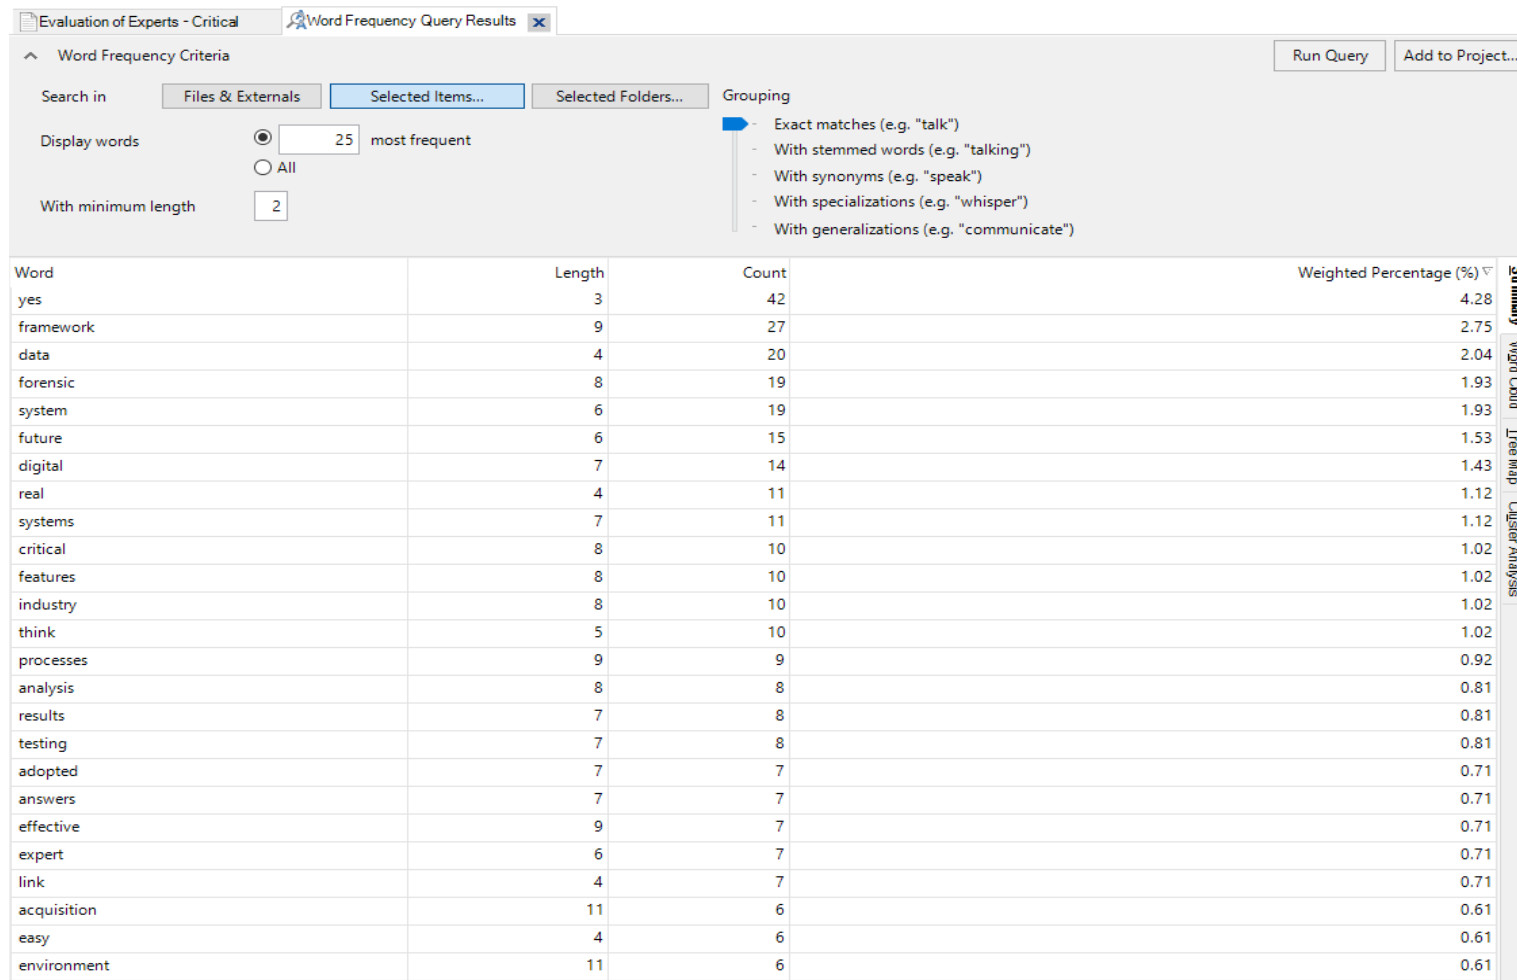 Evaluation of Experts - Critical
Word Frequency Query Results
Word Frequency Criteria
Run Query
Add to Project...
Search in
Files & Externals
Selected Items...
Selected Folders...
Grouping
Display words
25 most frequent
All
With minimum length
2
Exact matches (e.g. "talk")
With stemmed words (e.g. "talking")
With synonyms (e.g. "speak")
With specializations (e.g. "whisper")
With generalizations (e.g. "communicate")
Word Length Count Weighted Percentage (%)
yes 3 42 4.28
framework 9 27 2.75
data 4 20 2.04
forensic 8 19 1.93
system 6 19 1.93
future 6 15 1.53
digital 7 14 1.43
real 4 11 1.12
systems 7 11 1.12
critical 8 10 1.02
features 8 10 1.02
industry 8 10 1.02
think 5 10 1.02
processes 9 9 0.92
analysis 8 8 0.81
results 7 8 0.81
testing 7 8 0.81
adopted 7 7 0.71
answers 7 7 0.71
effective 9 7 0.71
expert 6 7 0.71
link 4 7 0.71
acquisition 11 6 0.61
easy 4 6 0.61
environment 11 6 0.61
Summary
Word Cloud
Tree Map
Cluster Analysis